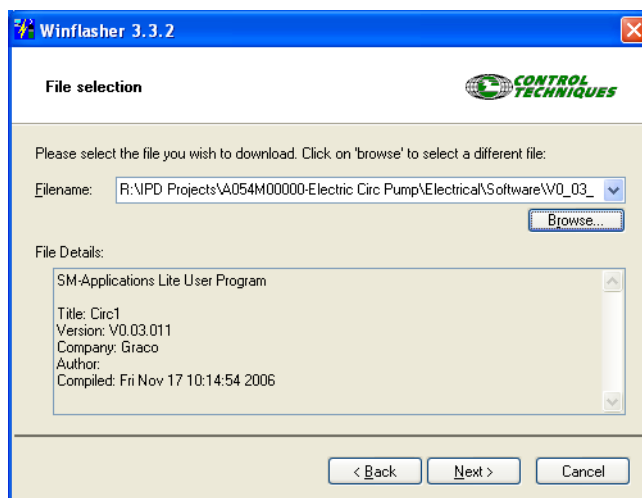 Winflasher 3.3.2
File selection
CONTROL
TECHNIQUES
Please select the file you wish to download. Click on 'browse' to select a different file:
Filename: R:\IPD Projects\A054M00000-Electric Circ Pump\Electrical\Software\V0_03_
Browse...
File Details:
SM-Applications Lite User Program
Title: Circ1
Version: V0.03.011
Company: Graco
Author:
Compiled: Fri Nov 17 10:14:54 2006
< Back Next > Cancel